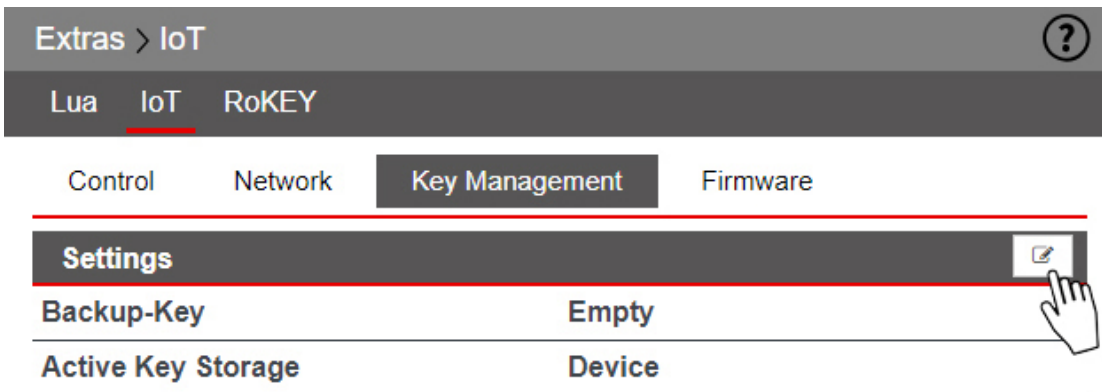 Extras > IoT ?
Lua IoT RoKEY
Control Network Key Management Firmware
Settings
Backup-Key Empty
Active Key Storage Device